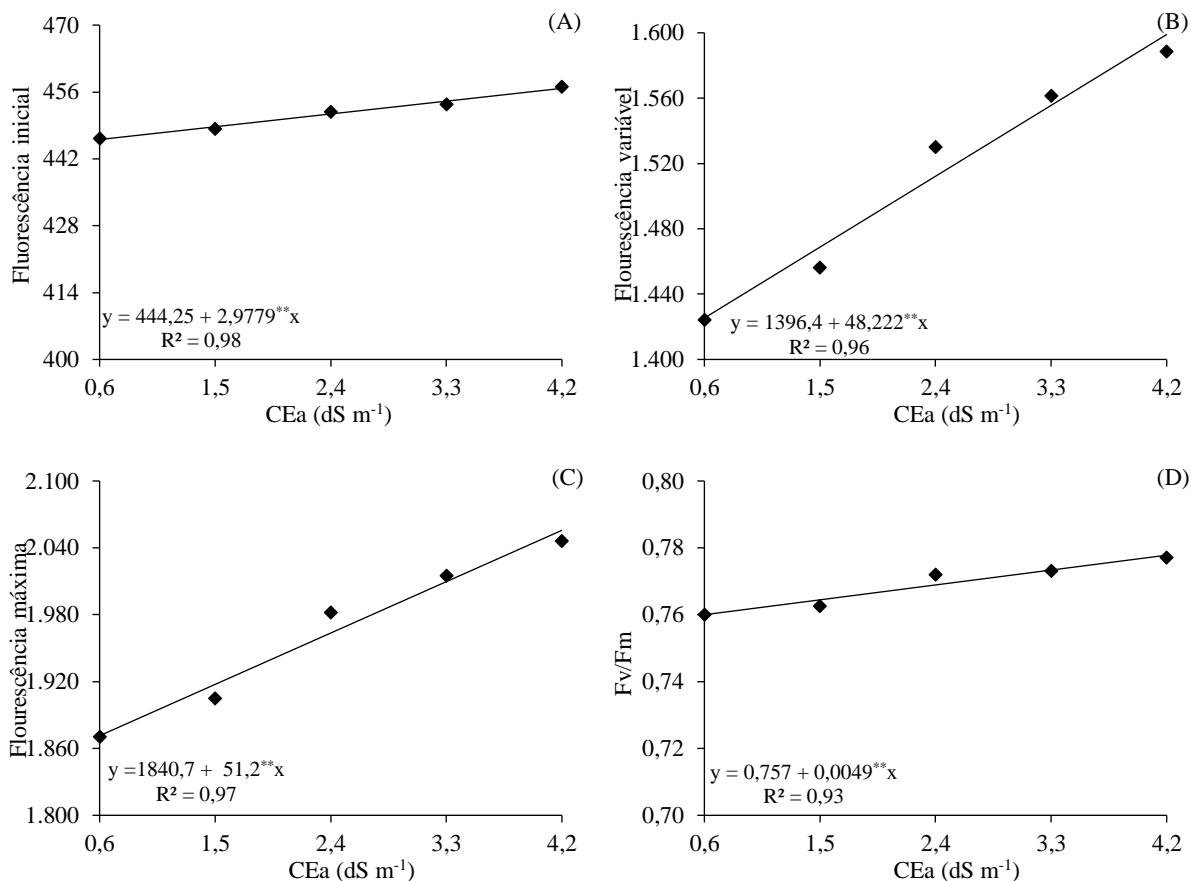 (A)
Fluorescência inicial
470
456
442
428
414
400
y = 444,25 + 2,9779**x
R² = 0,98
0,6 1,5 2,4 3,3 4,2
CEa (dS m-1)
(B)
Flourescência variável
1.600
1.560
1.520
1.480
1.440
1.400
y = 1396,4 + 48,222**x
R² = 0,96
0,6 1,5 2,4 3,3 4,2
CEa (dS m-1)
(C)
Flourescência máxima
2.100
2.040
1.980
1.920
1.860
1.800
y =1840,7 + 51,2**x
R² = 0,97
0,6 1,5 2,4 3,3 4,2
CEa (dS m-1)
(D)
Fv/Fm
0,80
0,78
0,76
0,74
0,72
0,70
y = 0,757 + 0,0049**x
R² = 0,93
0,6 1,5 2,4 3,3 4,2
CEa (dS m-1)